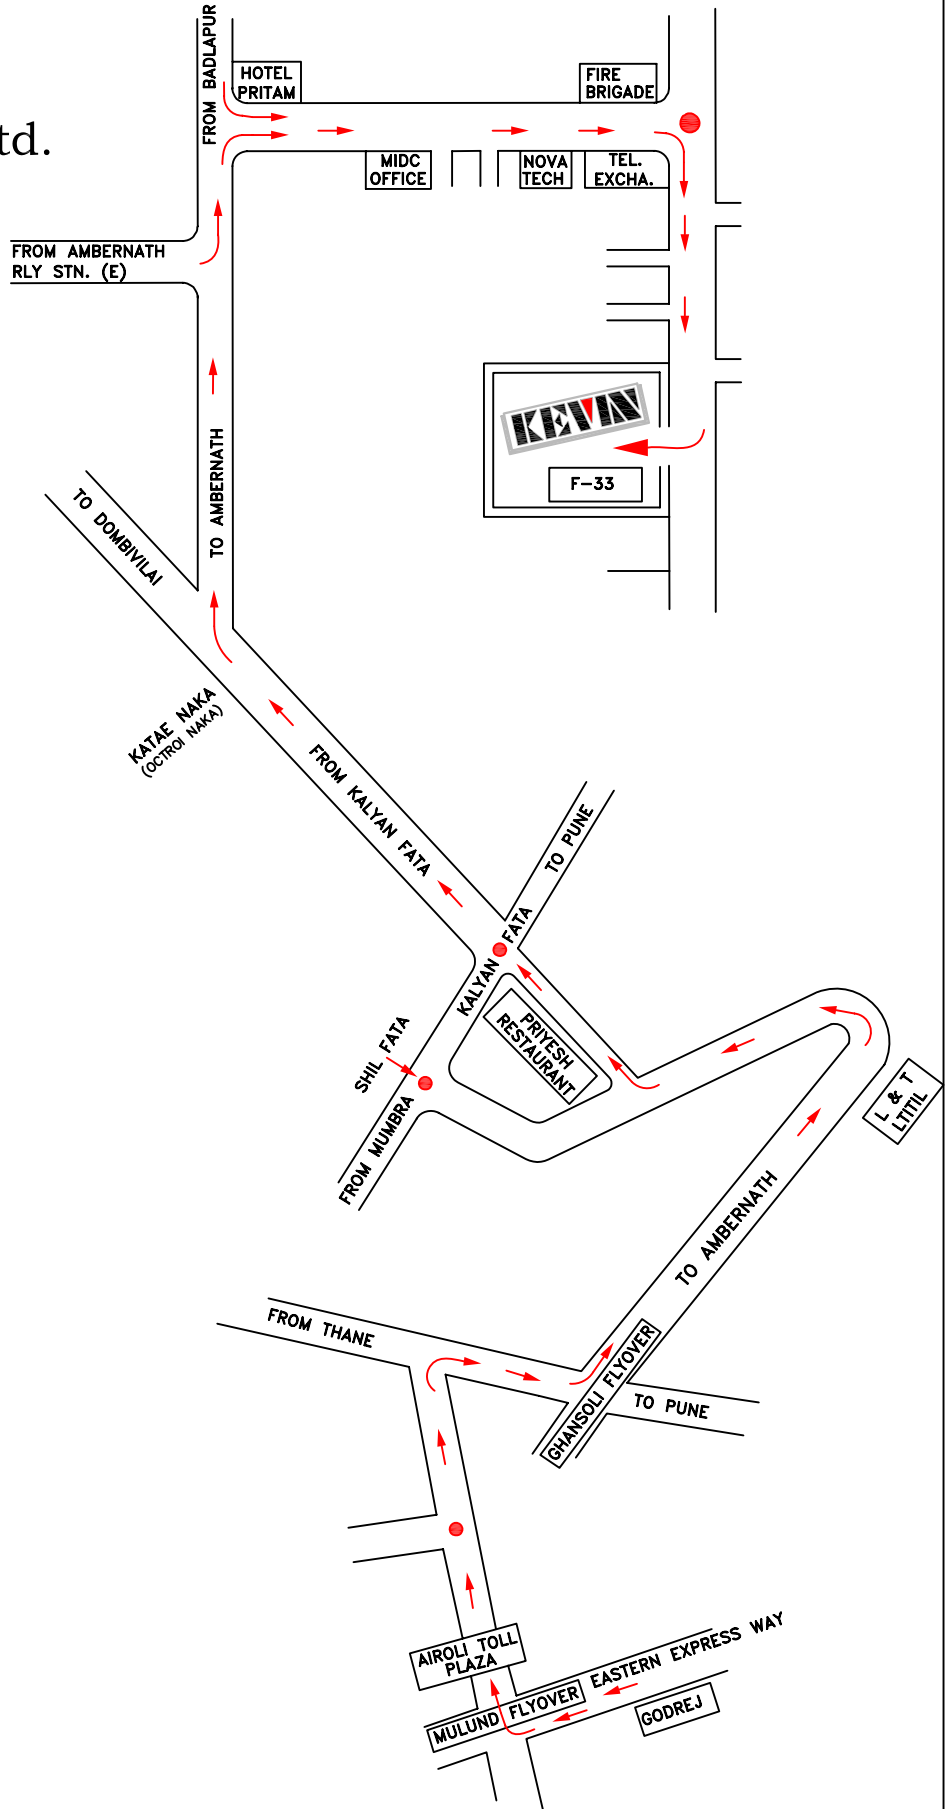 FROM BADLAPUR
HOTEL
PRITAM
FIRE
BRIGADE
td.
MIDC
OFFICE
NOVA
TECH
TEL.
EXCHA.
FROM AMBERNATH
RLY STN. (E)
KEVIN
F-33
TO AMBERNATH
TO DOMBIVILAI
KATAE NAKA
(OCTROI NAKA)
FROM KALYAN FATA
TO PUNE
KALYAN FATA
PRIYESH
RESTAURANT
SHIL FATA
FROM MUMBRA
L & T
LTITIL
TO AMBERNATH
FROM THANE
GHANSOLI FLYOVER
TO PUNE
AIROLI TOLL
PLAZA
EASTERN EXPRESS WAY
MULUND FLYOVER
GODREJ